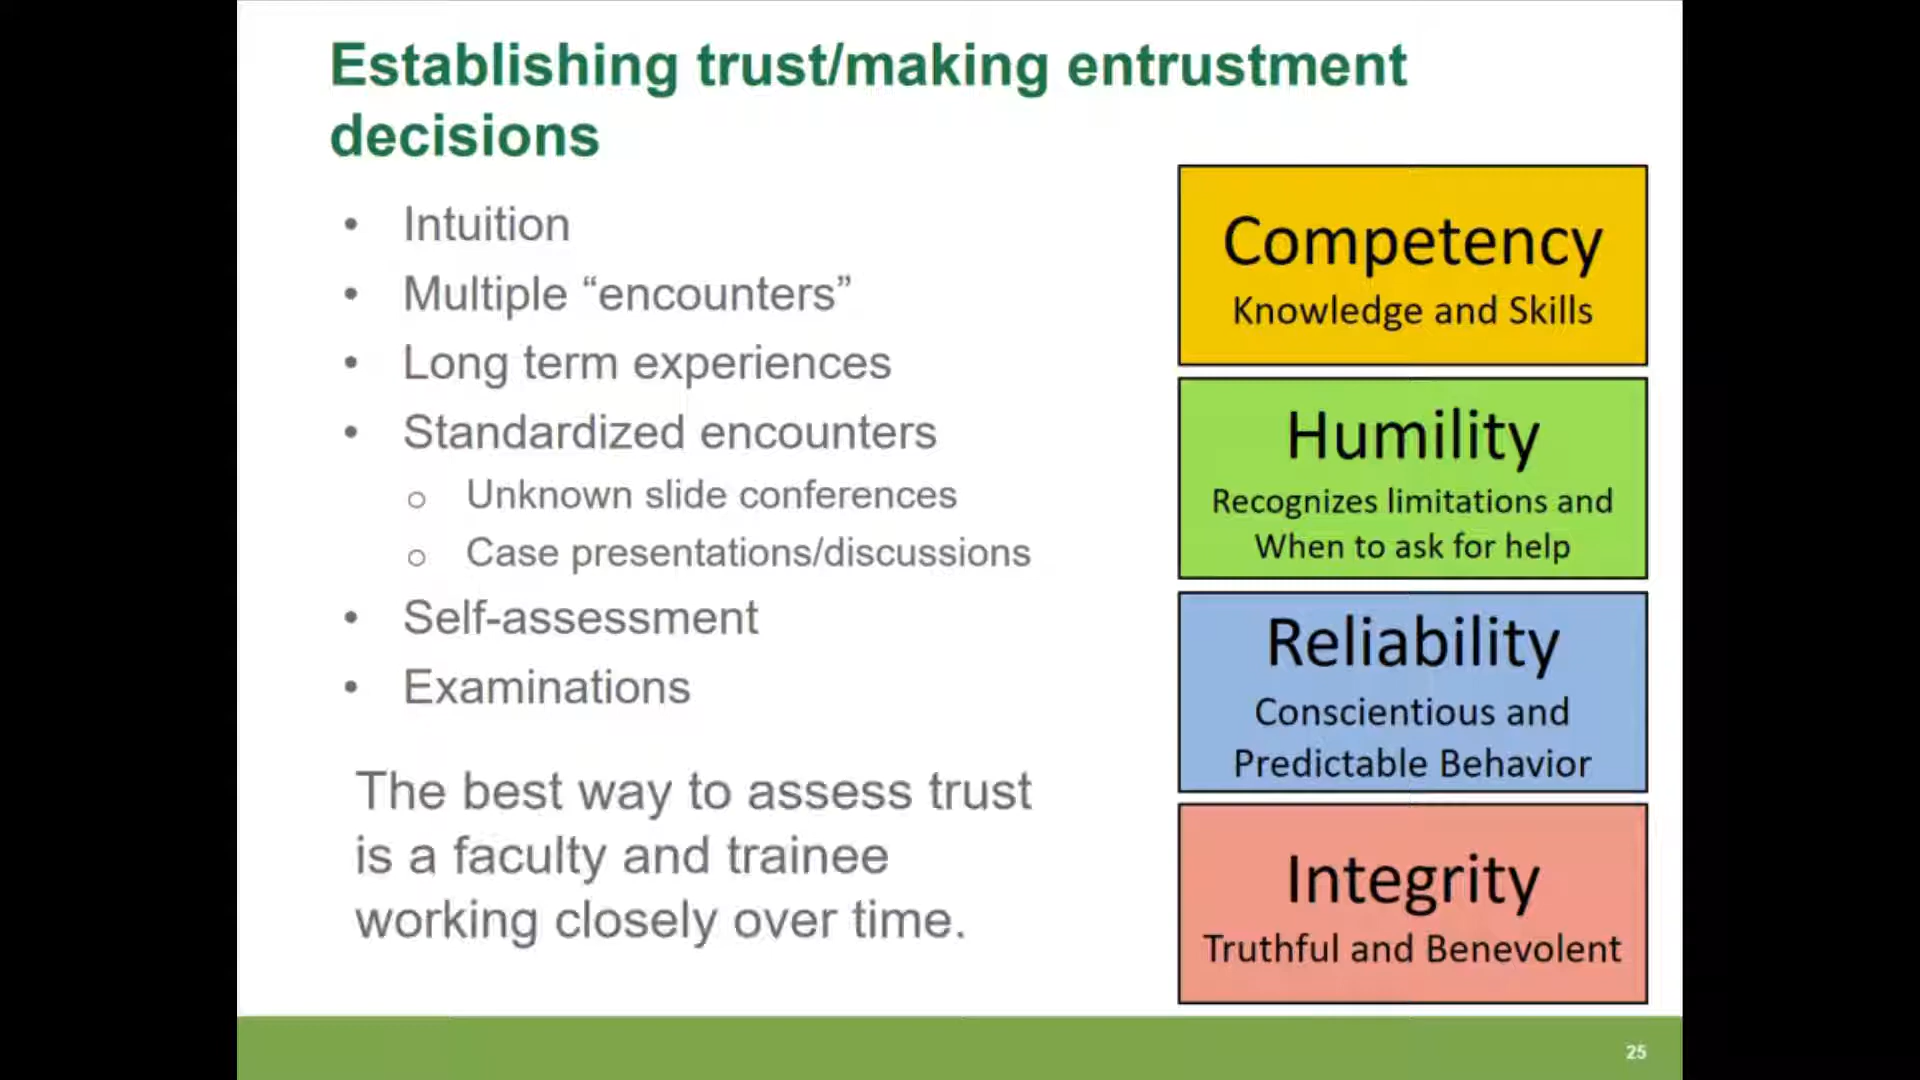 Establishing trust/making entrustment
decisions
• Intuition
• Multiple “encounters”
• Long term experiences
• Standardized encounters
o Unknown slide conferences
o Case presentations/discussions
• Self-assessment
• Examinations
The best way to assess trust
is a faculty and trainee
working closely over time.
Competency
Knowledge and Skills
Humility
Recognizes limitations and
When to ask for help
Reliability
Conscientious and
Predictable Behavior
Integrity
Truthful and Benevolent
25